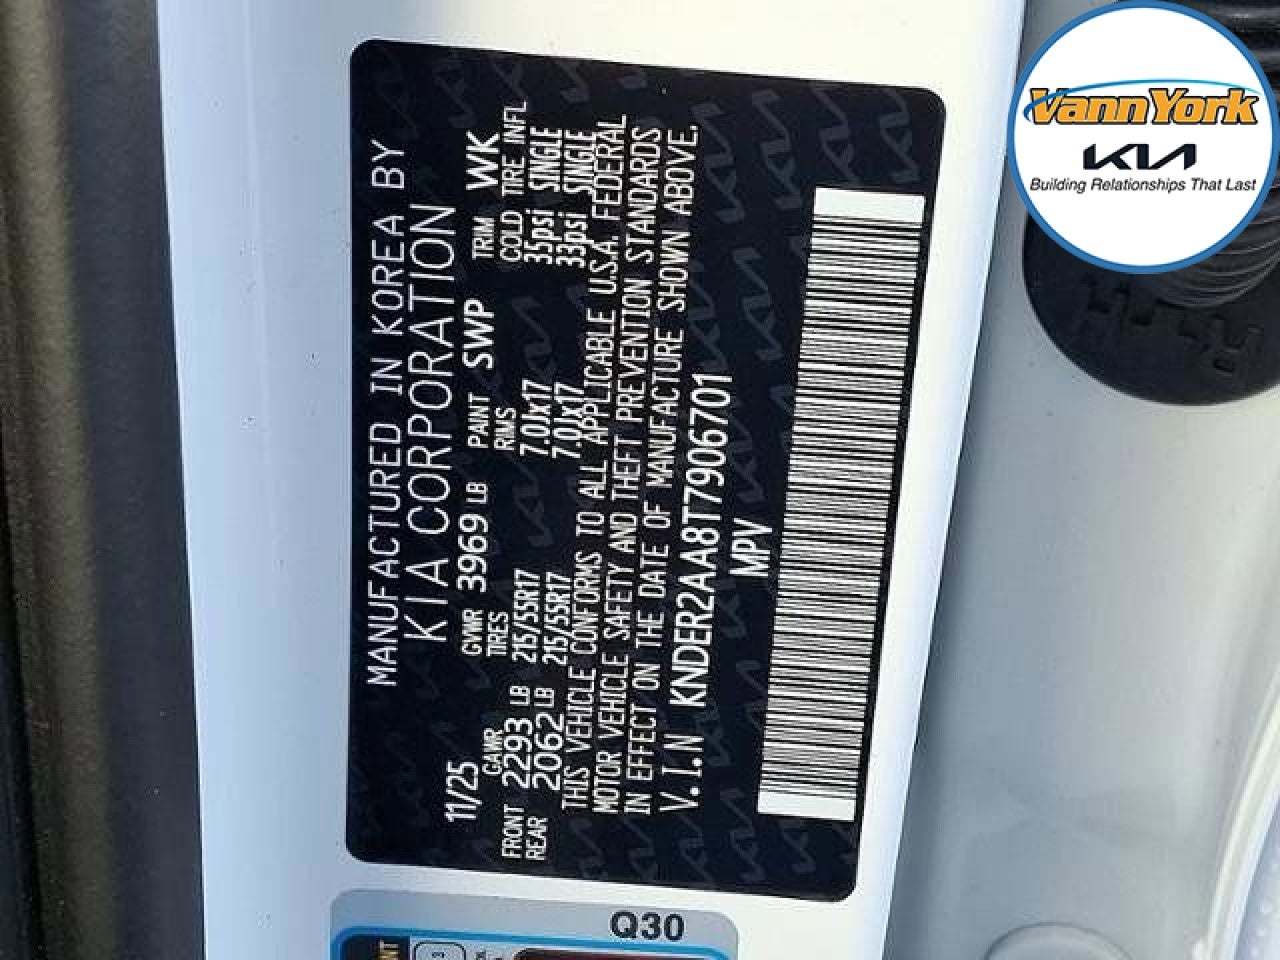 MANUFACTURED IN KOREA BY
KIA CORPORATION
11/25 GVWR 3969 LB PAINT SWP TRIM WK
GAWR TIRES RIMS COLD TIRE INFL
FRONT 2293 LB 215/55R17 7.0Jx17 35psi SINGLE
REAR 2062 LB 215/55R17 7.0Jx17 33psi SINGLE
THIS VEHICLE CONFORMS TO ALL APPLICABLE U.S.A. FEDERAL
MOTOR VEHICLE SAFETY AND THEFT PREVENTION STANDARDS
IN EFFECT ON THE DATE OF MANUFACTURE SHOWN ABOVE.
V.I.N KNDER2AA8T7906701
MPV
Q30
3
VannYork
KIA
Building Relationships That Last